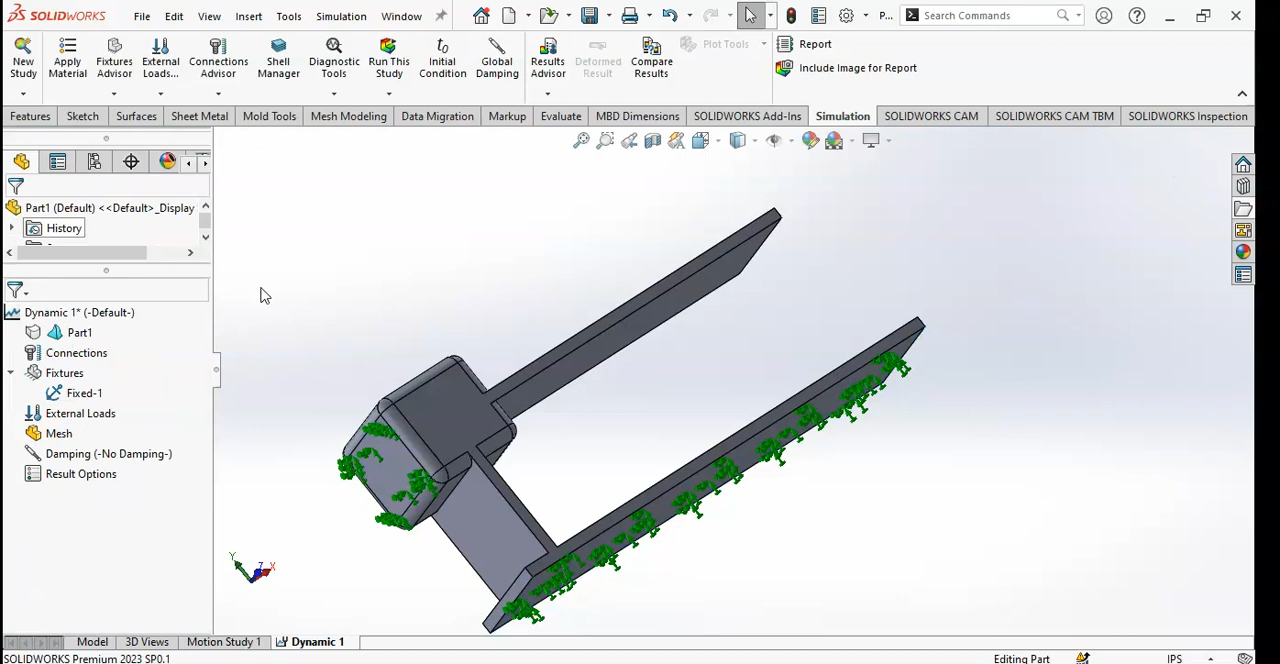 SOLIDWORKS File Edit View Insert Tools Simulation Window P... Search Commands
New Study Apply Material Fixtures Advisor External Loads... Connections Advisor Shell Manager Diagnostic Tools Run This Study Initial Condition Global Damping Results Advisor Deformed Result Compare Results Plot Tools Report
Include Image for Report
Features Sketch Surfaces Sheet Metal Mold Tools Mesh Modeling Data Migration Markup Evaluate MBD Dimensions SOLIDWORKS Add-Ins Simulation SOLIDWORKS CAM SOLIDWORKS CAM TBM SOLIDWORKS Inspection
Part1 (Default) <<Default>_Display
History
Dynamic 1* (-Default-)
Part1
Connections
Fixtures
Fixed-1
External Loads
Mesh
Damping (-No Damping-)
Result Options
Y Z X
Model 3D Views Motion Study 1 Dynamic 1
SOLIDWORKS Premium 2023 SP0.1 Editing Part IPS